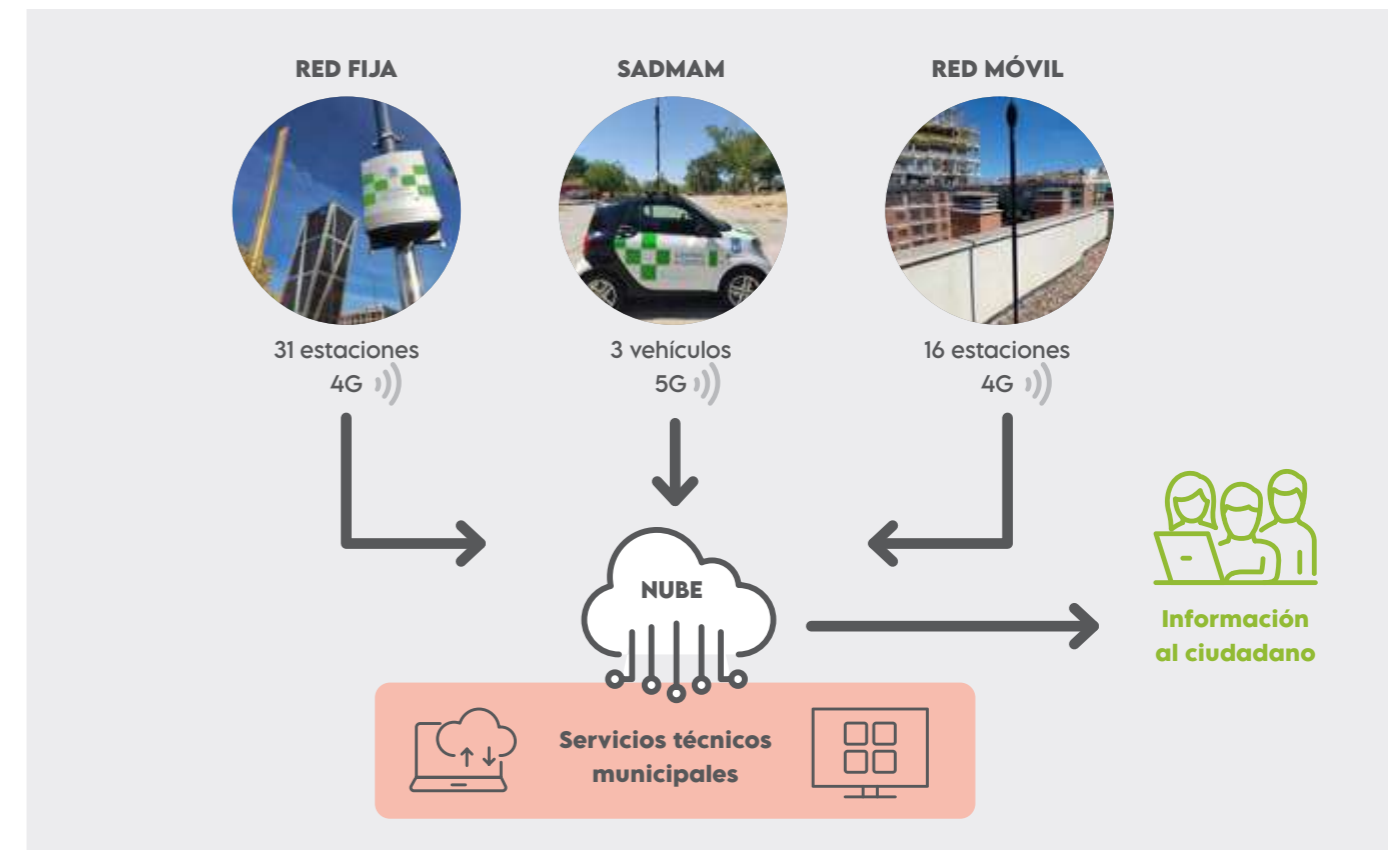 RED FIJA
SADMAM
RED MÓVIL
31 estaciones
4G
3 vehículos
5G
16 estaciones
4G
NUBE
Información
al ciudadano
Servicios técnicos
municipales